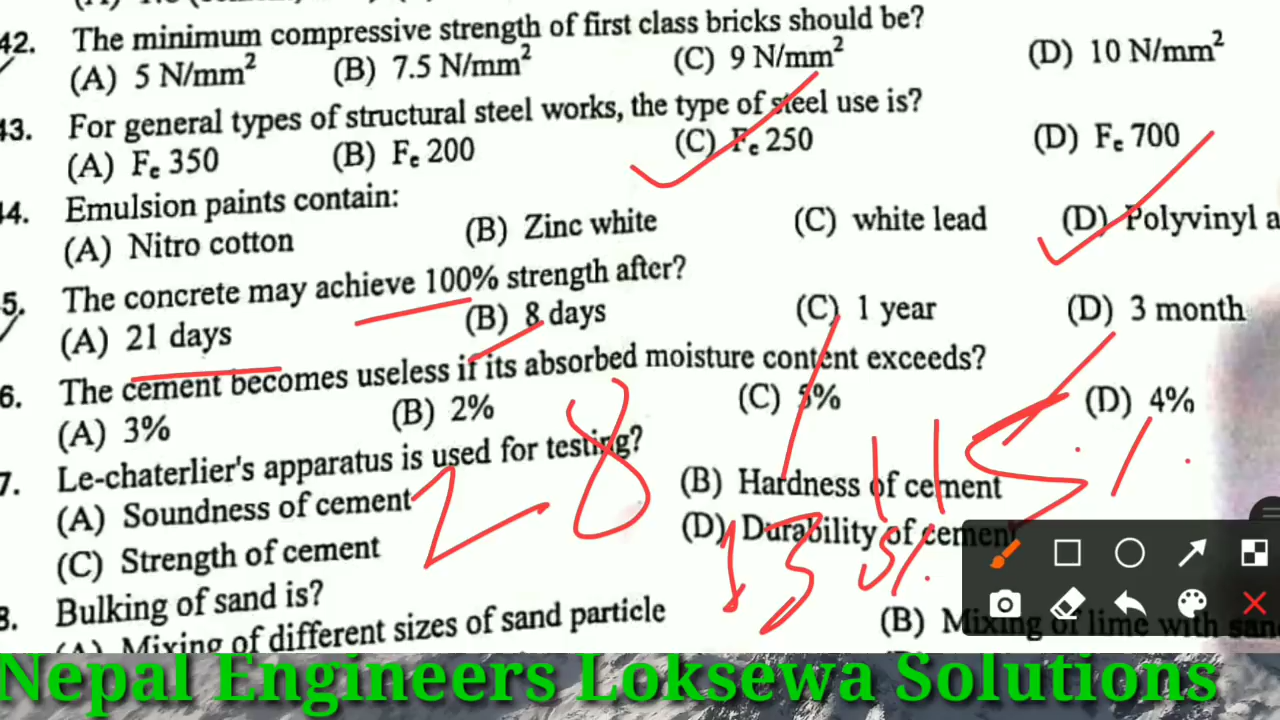 42. The minimum compressive strength of first class bricks should be?
(A) 5 N/mm² (B) 7.5 N/mm² (C) 9 N/mm² (D) 10 N/mm²
43. For general types of structural steel works, the type of steel use is?
(A) Fe 350 (B) Fe 200 (C) Fe 250 (D) Fe 700
44. Emulsion paints contain:
(A) Nitro cotton (B) Zinc white (C) white lead (D) Polyvinyl a
5. The concrete may achieve 100% strength after?
(A) 21 days (B) 8 days (C) 1 year (D) 3 month
6. The cement becomes useless if its absorbed moisture content exceeds?
(A) 3% (B) 2% (C) 5% (D) 4%
7. Le-chaterlier's apparatus is used for testing?
(A) Soundness of cement (B) Hardness of cement
(C) Strength of cement (D) Durability of cement
28
8. Bulking of sand is?
(A) Mixing of different sizes of sand particle (B) Mixing of lime with sand
Nepal Engineers Loksewa Solutions